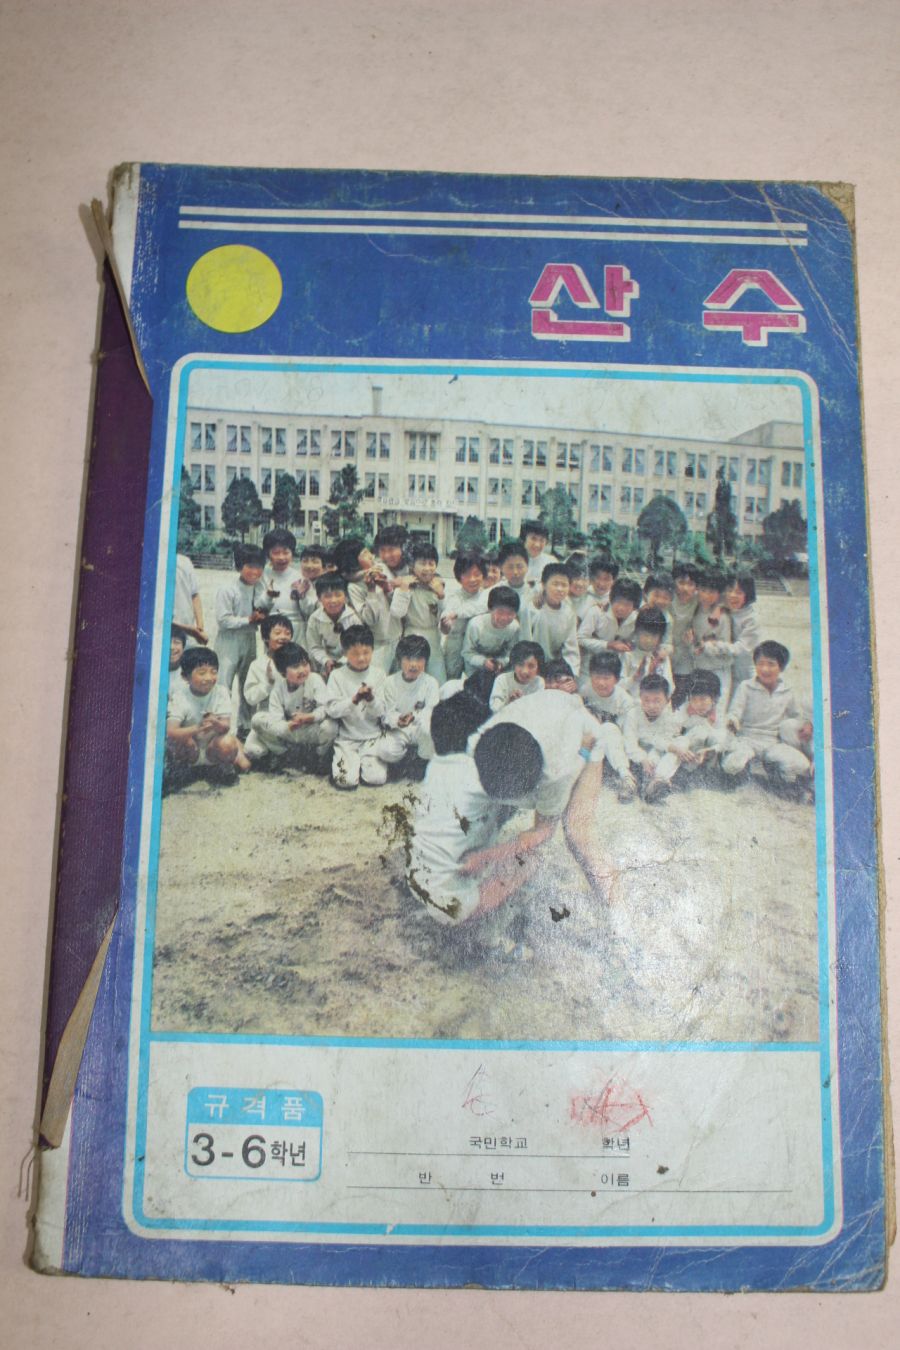 산수
규격품
3-6학년
국민학교 학년
반 번 이름